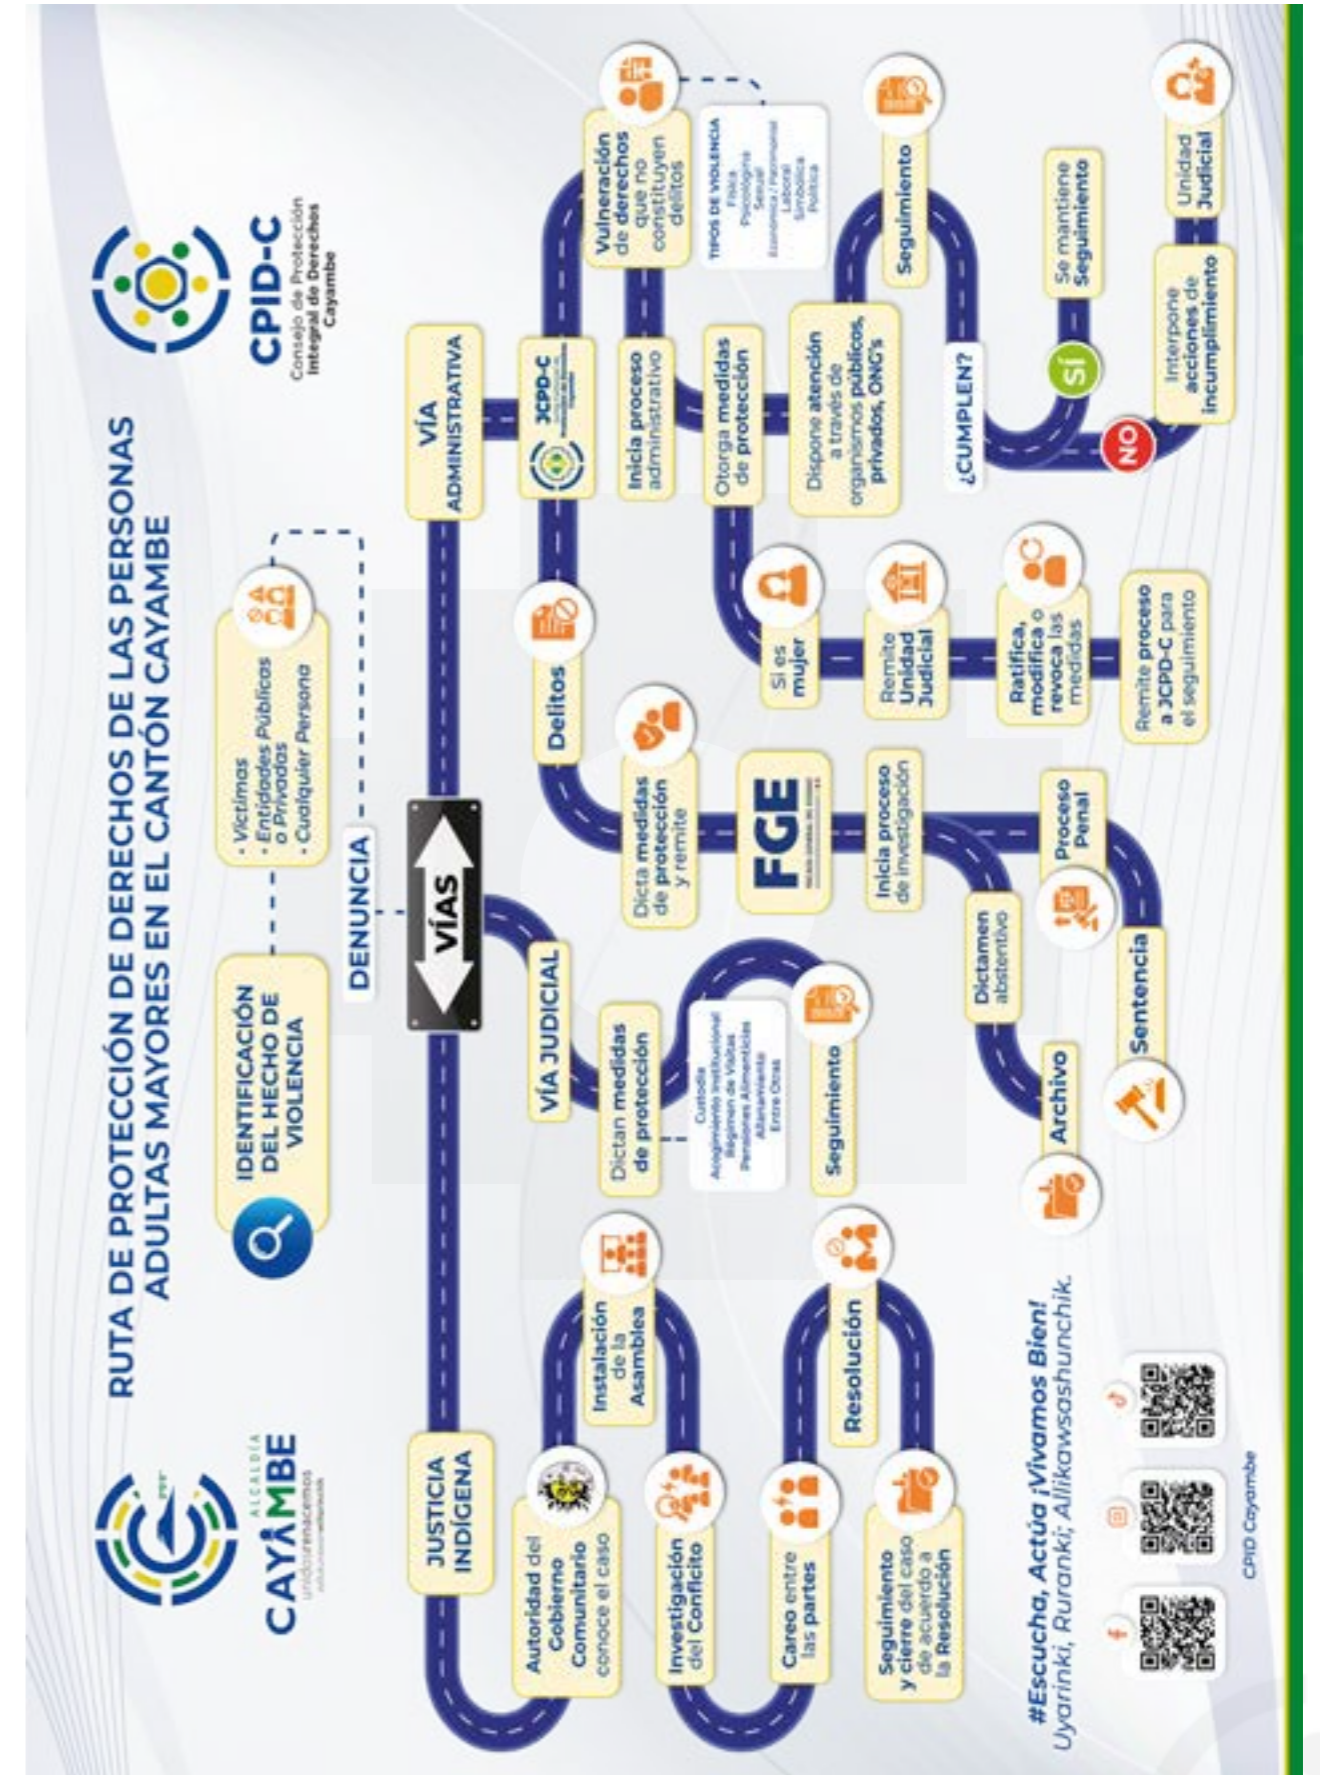 RUTA DE PROTECCIÓN DE DERECHOS DE LAS PERSONAS
ADULTAS MAYORES EN EL CANTÓN CAYAMBE
ALCALDÍA
CAYAMBE
unidosrenacemos
CPID-C
Consejo de Protección
Integral de Derechos
Cayambe
IDENTIFICACIÓN
DEL HECHO DE
VIOLENCIA
- Víctimas
- Entidades Públicas
o Privadas
- Cualquier Persona
DENUNCIA
VÍAS
JUSTICIA
INDÍGENA
Autoridad del
Gobierno
Comunitario
conoce el caso
Instalación
de la
Asamblea
Investigación
del Conflicto
Careo entre
las partes
Resolución
Seguimiento
y cierre del caso
de acuerdo a
la Resolución
VÍA JUDICIAL
Dictan medidas
de protección
Custodia
Acogimiento Institucional
Régimen de Visitas
Pensiones Alimenticias
Allanamiento
Entre Otras
Seguimiento
VÍA
ADMINISTRATIVA
JCPD-C
Delitos
Dicta medidas
de protección
y remite
FGE
Inicia proceso
de investigación
Dictamen
abstentivo
Archivo
Proceso
Penal
Sentencia
Vulneración
de derechos
que no
constituyen
delitos
TIPOS DE VIOLENCIA
Física
Psicológica
Sexual
Económica / Patrimonial
Laboral
Simbólica
Política
Inicia proceso
administrativo
Otorga medidas
de protección
Si es
mujer
Remite
Unidad
Judicial
Ratifica,
modifica o
revoca las
medidas
Remite proceso
a JCPD-C para
el seguimiento
Dispone atención
a través de
organismos públicos,
privados, ONG's
Seguimiento
¿CUMPLEN?
SÍ
Se mantiene
Seguimiento
NO
Interpone
acciones de
incumplimiento
Unidad
Judicial
#Escucha, Actúa ¡Vivamos Bien!
Uyarinki, Ruranki; Allikawsashunchik.
CPID Cayambe